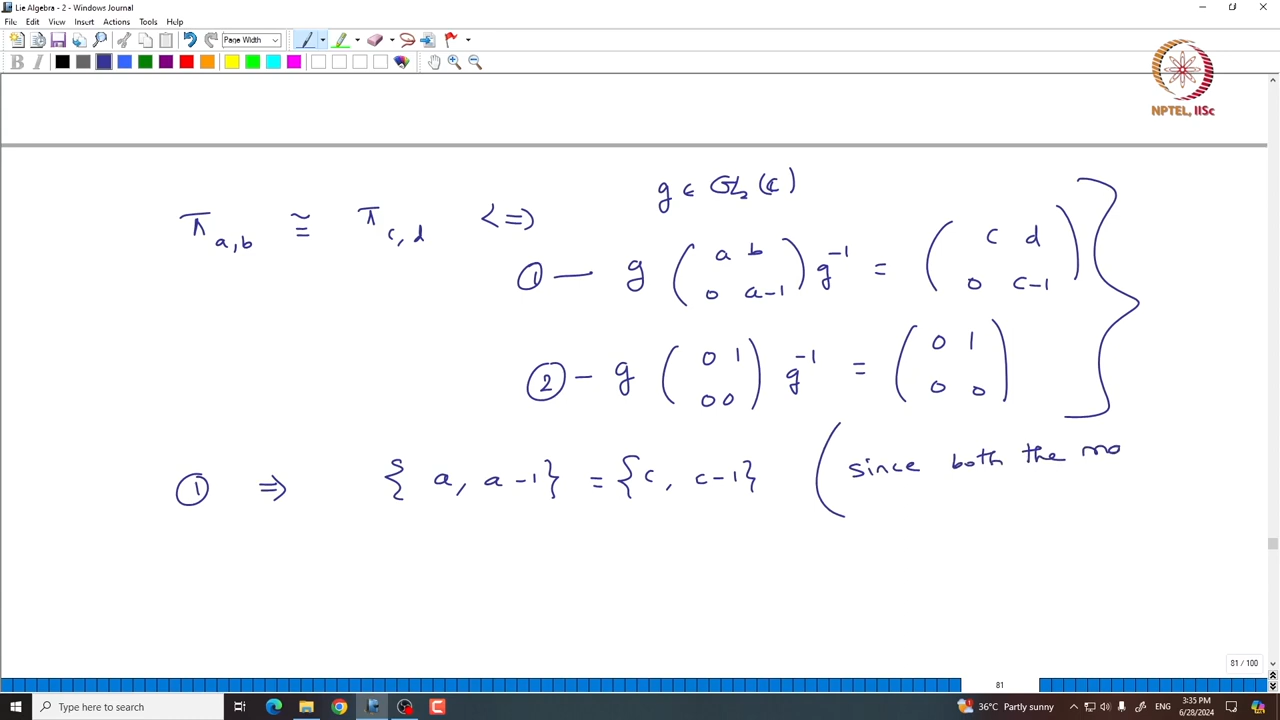 Lie Algebra - 2 - Windows Journal
File Edit View Insert Actions Tools Help
Page Width
B I
NPTEL, IISc
g ∈ GL₂(ℂ)
π_{a,b} ≅ π_{c,d} <=>
① — g ( a b ; 0 a-1 ) g⁻¹ = ( c d ; 0 c-1 ) }
② - g ( 0 1 ; 0 0 ) g⁻¹ = ( 0 1 ; 0 0 )
① ⇒ { a, a-1 } = { c, c-1 } ( since both the mo
81 / 100
81
Type here to search
36°C Partly sunny
ENG
3:35 PM
6/28/2024